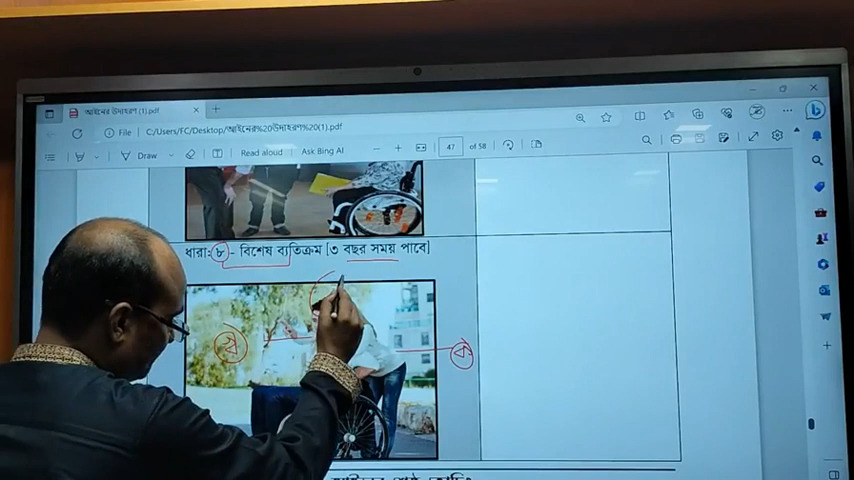 আইনের উদাহরণ (1).pdf
File C:/Users/FC/Desktop/আইনের%20উদাহরণ%20(1).pdf
Draw Read aloud Ask Bing AI 47 of 58
ধারা: ৮- বিশেষ ব্যতিক্রম [৩ বছর সময় পাবে]